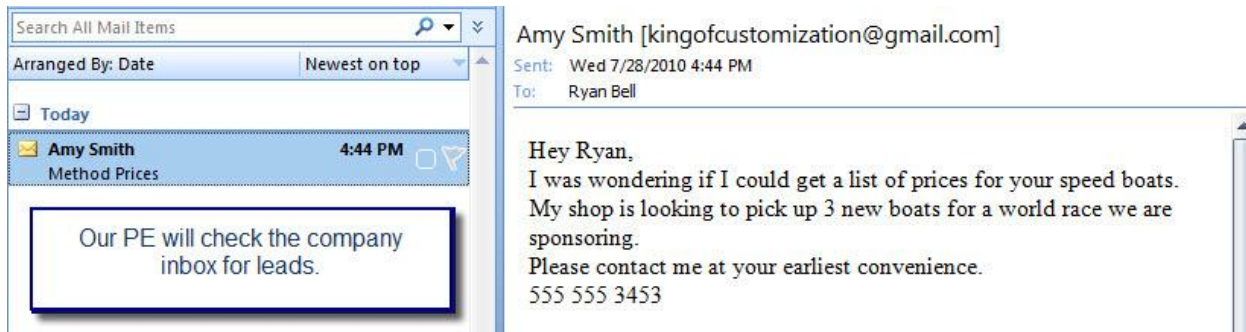 Search All Mail Items
Arranged By: Date
Newest on top
Today
Amy Smith
4:44 PM
Method Prices
Our PE will check the company
inbox for leads.
Amy Smith [kingofcustomization@gmail.com]
Sent: Wed 7/28/2010 4:44 PM
To: Ryan Bell
Hey Ryan,
I was wondering if I could get a list of prices for your speed boats.
My shop is looking to pick up 3 new boats for a world race we are
sponsoring.
Please contact me at your earliest convenience.
555 555 3453